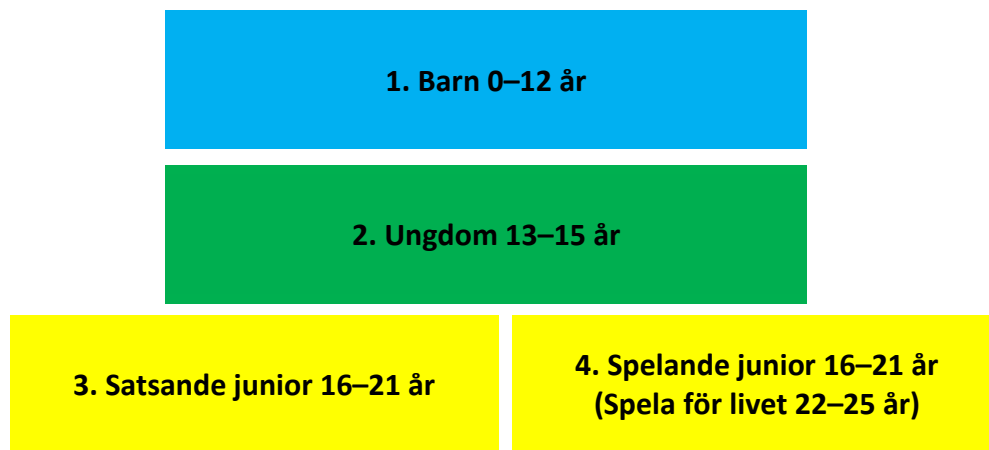 1. Barn 0–12 år
2. Ungdom 13–15 år
3. Satsande junior 16–21 år
4. Spelande junior 16–21 år
(Spela för livet 22–25 år)